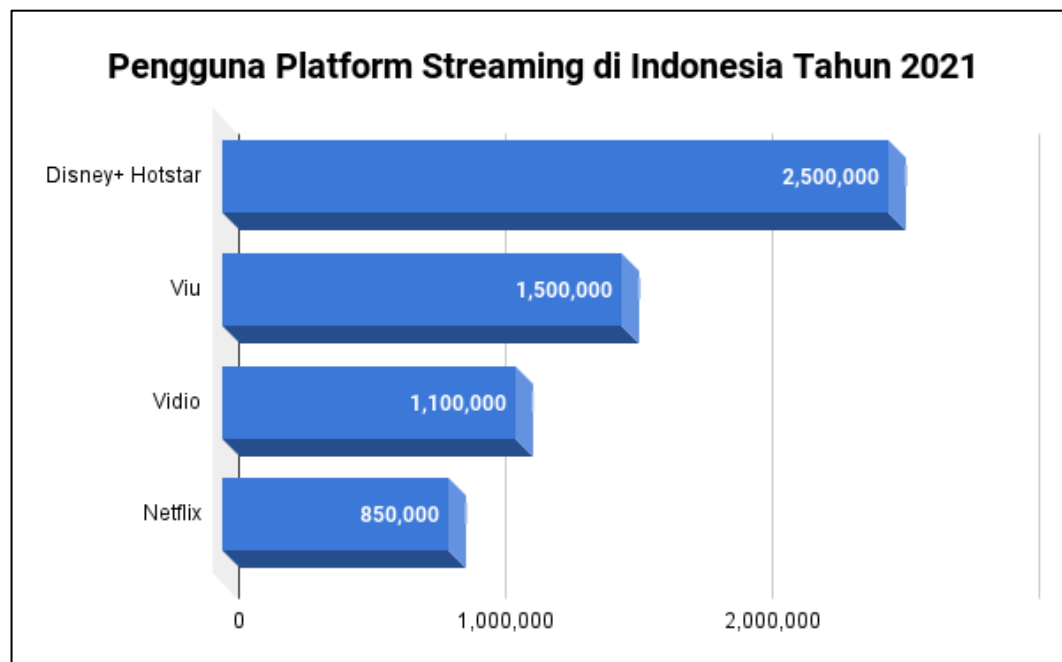 Pengguna Platform Streaming di Indonesia Tahun 2021
Disney+ Hotstar
2,500,000
Viu
1,500,000
Vidio
1,100,000
Netflix
850,000
0
1,000,000
2,000,000